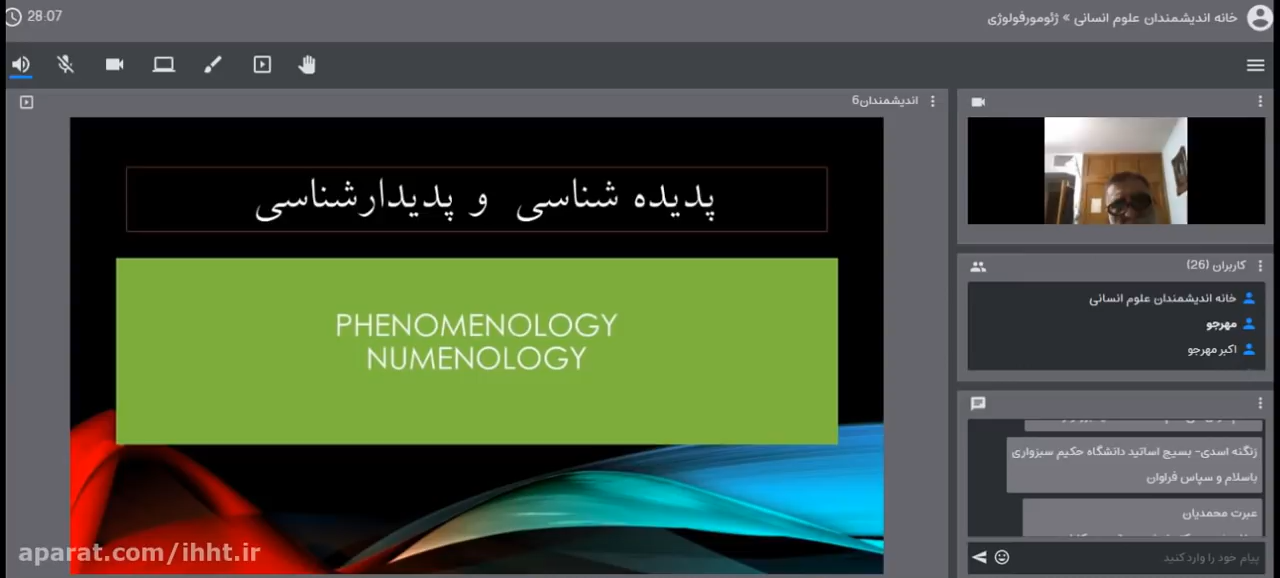 28:07
خانه اندیشمندان علوم انسانی » ژئومورفولوژی
اندیشمندان6
پدیده شناسی و پدیدارشناسی
PHENOMENOLOGY
NUMENOLOGY
کاربران (26)
خانه اندیشمندان علوم انسانی
مهرجو
اکبر مهرجو
زنگنه اسدی- بسیج اساتید دانشگاه حکیم سبزواری
باسلام و سپاس فراوان
عبرت محمدیان
پیام خود را وارد کنید
aparat.com/ihht.ir